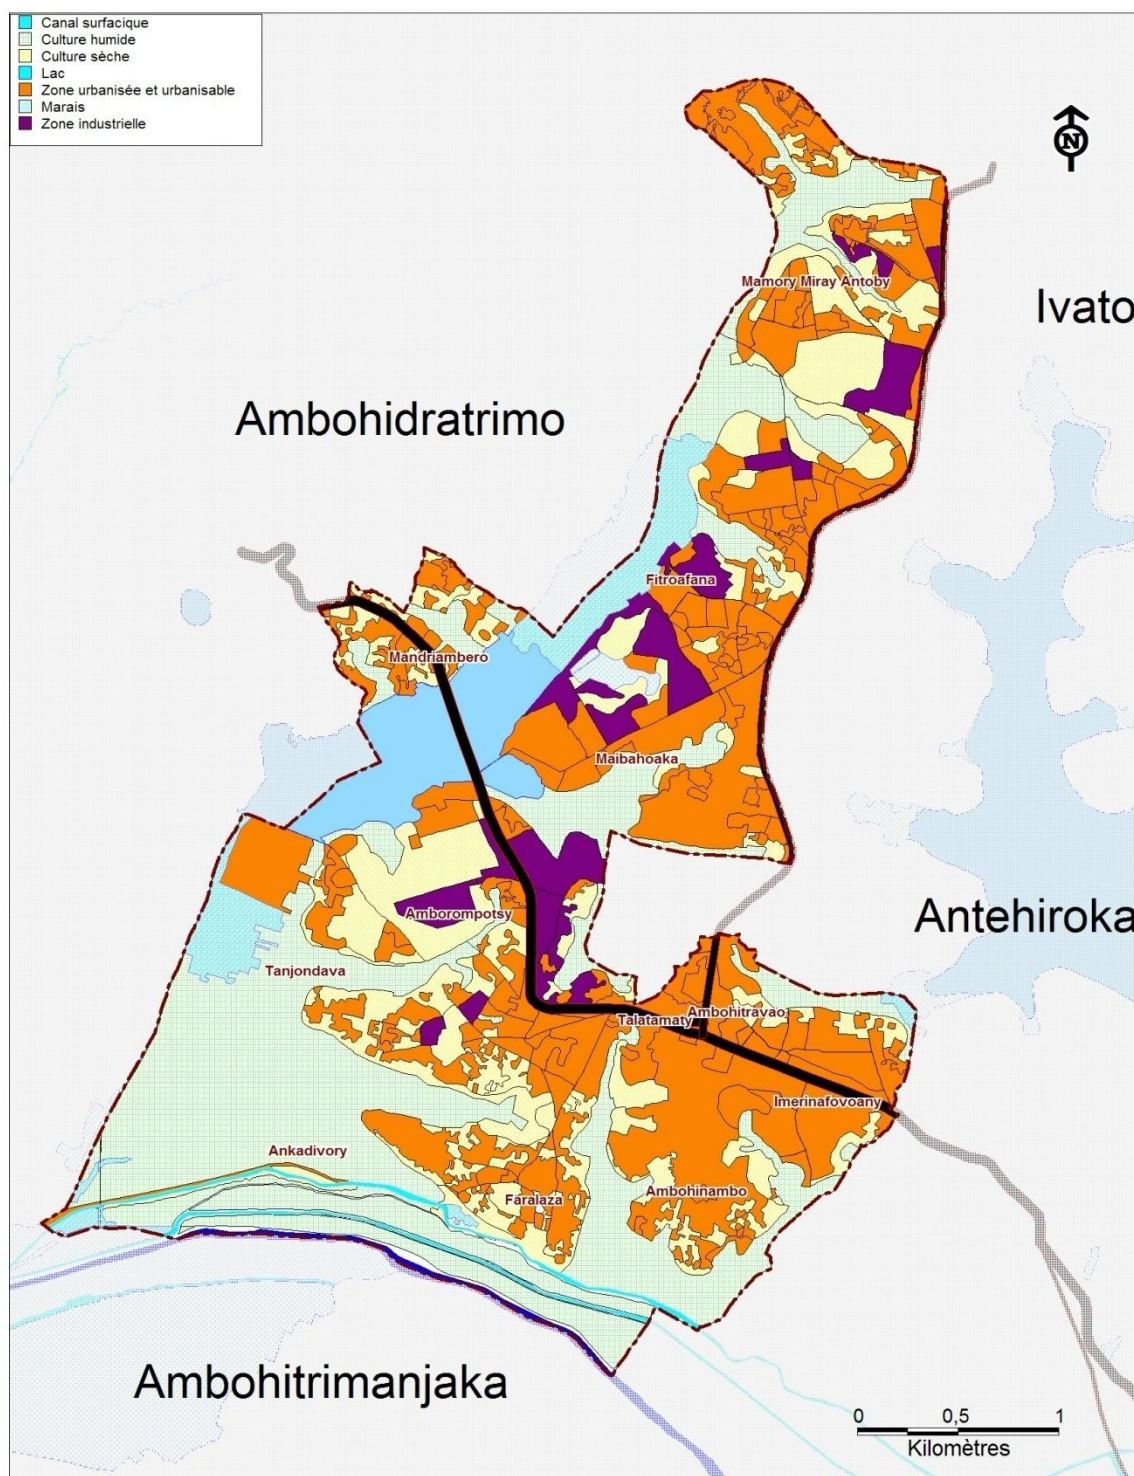 Canal surfacique
Culture humide
Culture sèche
Lac
Zone urbanisée et urbanisable
Marais
Zone industrielle
N
Mamory Miray Antoby
Ivato
Ambohidratrimo
Fitroafana
Mandriambero
Maibahoaka
Amborompotsy
Antehiroka
Tanjondava
Talatamaty
Ambohitravao
Imerinafovoany
Ankadivory
Faralaza
Ambohinambo
Ambohitrimanjaka
0 0,5 1
Kilomètres